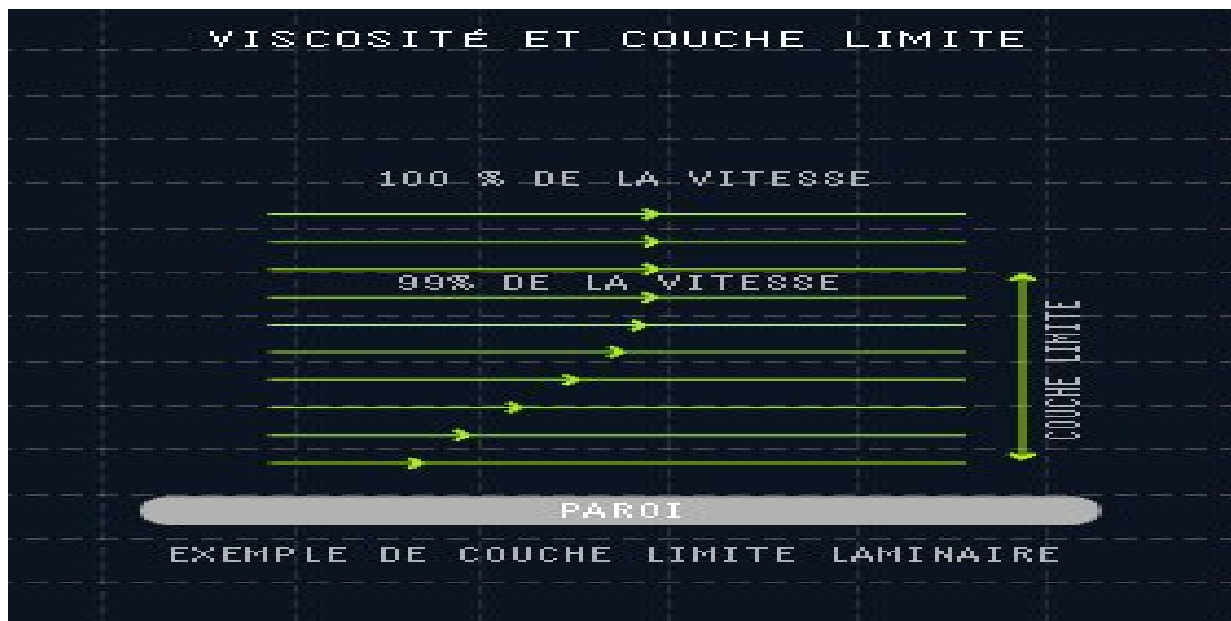 VISCOSITÉ ET COUCHE LIMITE
100 % DE LA VITESSE
99% DE LA VITESSE
COUCHE LIMITE
PAROI
EXEMPLE DE COUCHE LIMITE LAMINAIRE